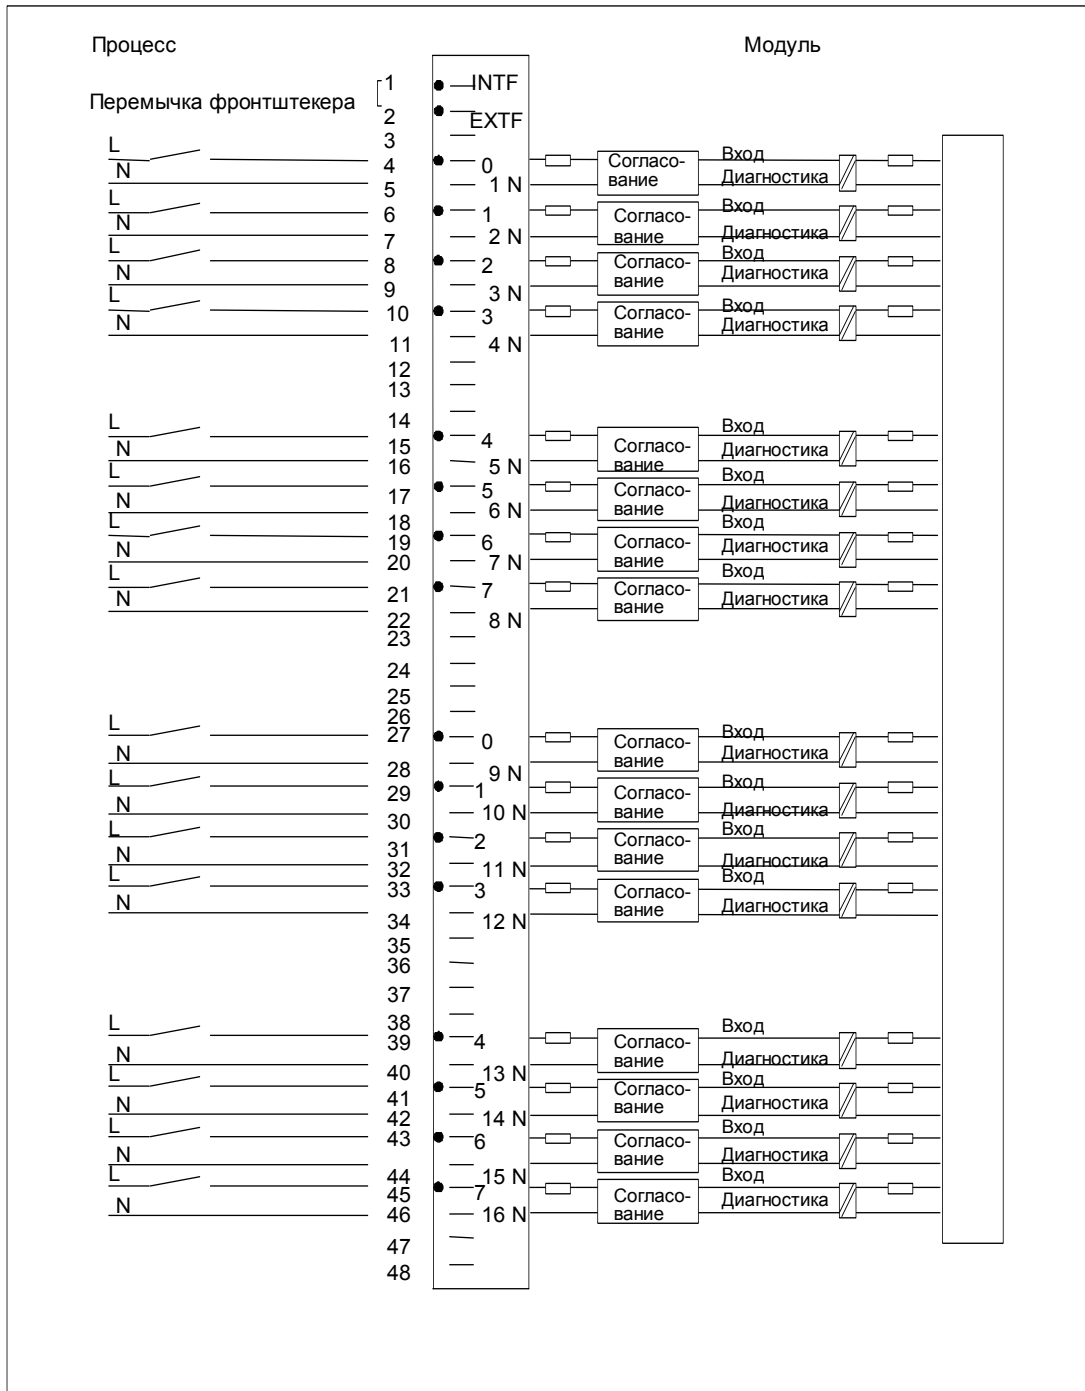 Процесс
Модуль
1
INTF
Перемычка фронтштекера
2
EXTF
3
L
4
0
Согласо-
вание
Вход
N
5
1 N
Диагностика
L
6
1
Согласо-
вание
Вход
N
7
2 N
Диагностика
L
8
2
Согласо-
вание
Вход
N
9
3 N
Диагностика
L
10
3
Согласо-
вание
Вход
N
11
4 N
Диагностика
12
13
14
L
15
4
Согласо-
вание
Вход
N
16
5 N
Диагностика
L
17
5
Согласо-
вание
Вход
N
18
6 N
Диагностика
L
19
6
Согласо-
вание
Вход
N
20
7 N
Диагностика
L
21
7
Согласо-
вание
Вход
N
22
8 N
Диагностика
23
24
25
26
L
27
0
Согласо-
вание
Вход
N
28
9 N
Диагностика
L
29
1
Согласо-
вание
Вход
N
30
10 N
Диагностика
L
31
2
Согласо-
вание
Вход
N
32
11 N
Диагностика
L
33
3
Согласо-
вание
Вход
N
34
12 N
Диагностика
35
36
37
38
L
39
4
Согласо-
вание
Вход
N
40
13 N
Диагностика
L
41
5
Согласо-
вание
Вход
N
42
14 N
Диагностика
L
43
6
Согласо-
вание
Вход
N
44
15 N
Диагностика
L
45
7
Согласо-
вание
Вход
N
46
16 N
Диагностика
47
48